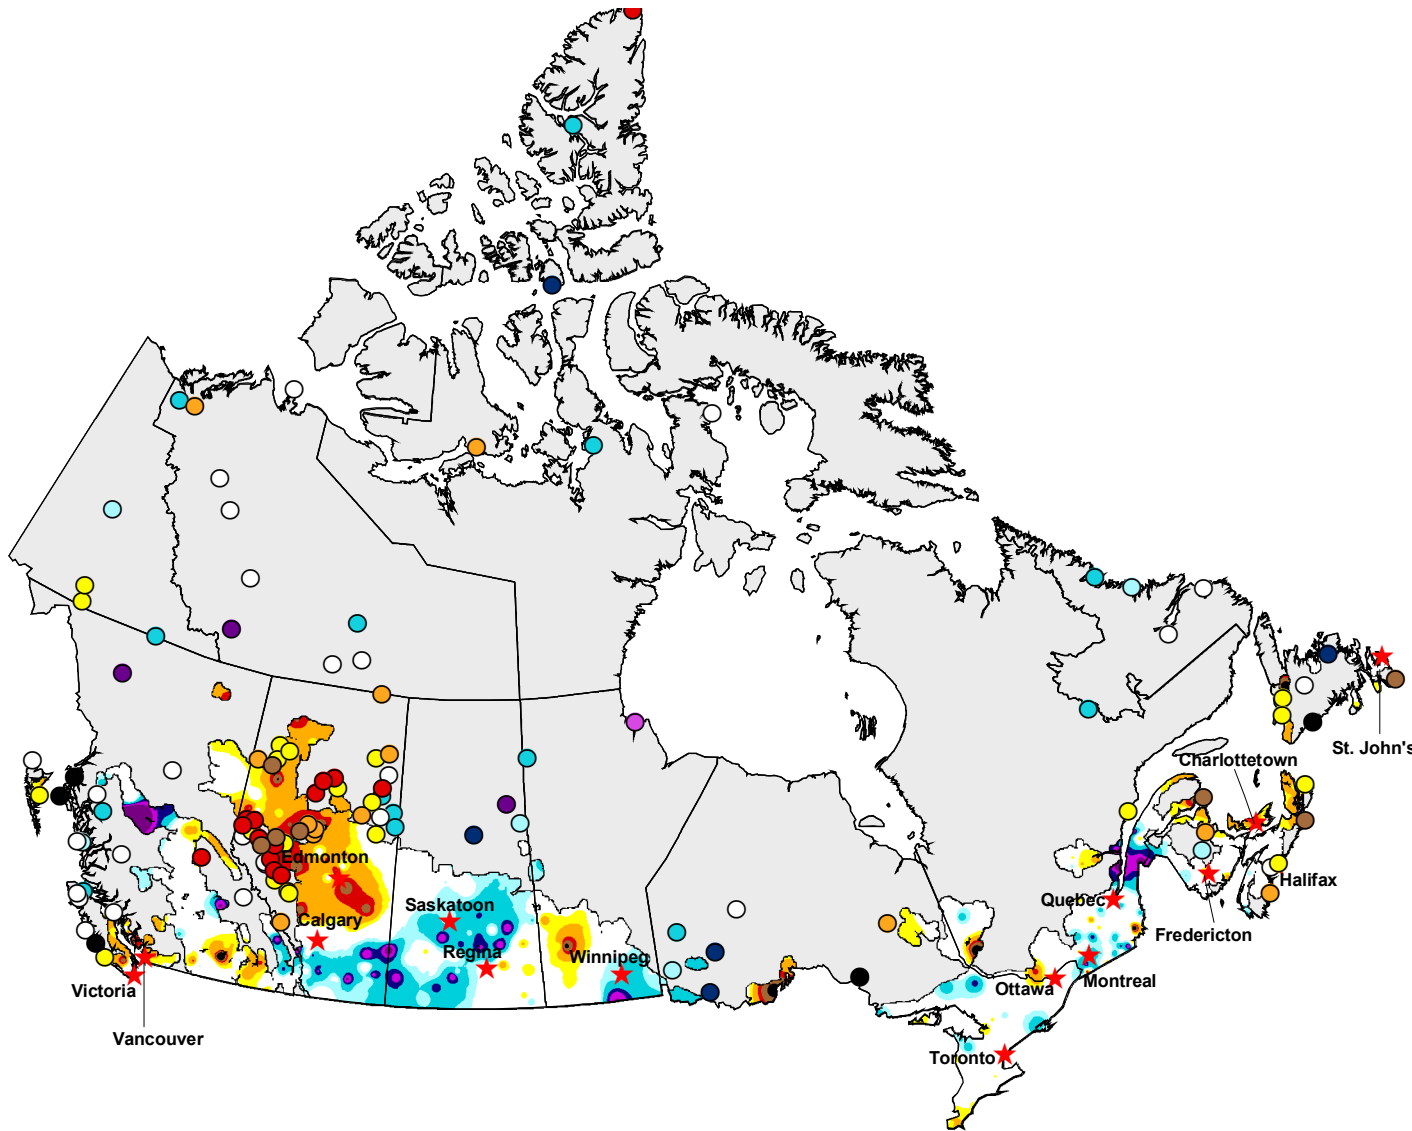 St. John's
Charlottetown
Edmonton
Halifax
Quebec
Saskatoon
Calgary
Fredericton
Regina
Winnipeg
Montreal
Ottawa
Victoria
Vancouver
Toronto